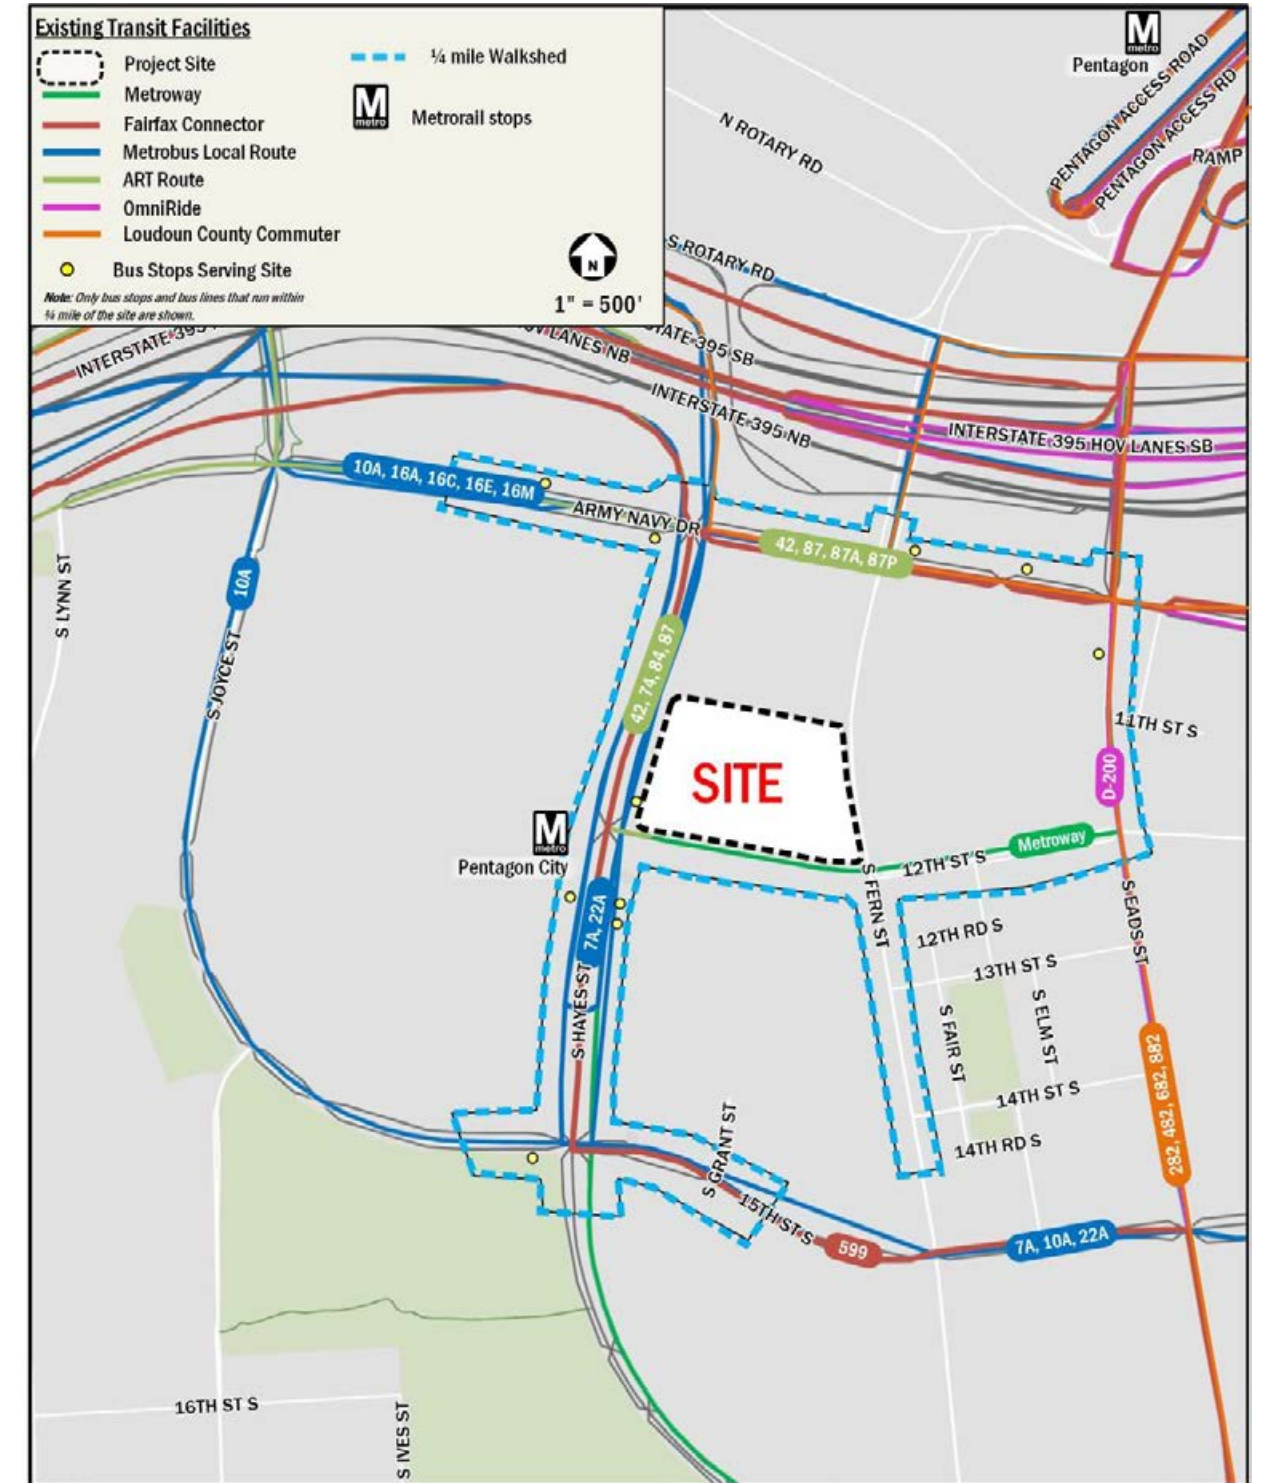 Existing Transit Facilities
Project Site
Metroway
Fairfax Connector
Metrobus Local Route
ART Route
OmniRide
Loudoun County Commuter
Bus Stops Serving Site
Note: Only bus stops and bus lines that run within
¼ mile of the site are shown.
¼ mile Walkshed
M
metro
Metrorail stops
N
1" = 500'
M
metro
Pentagon
PENTAGON ACCESS ROAD
PENTAGON ACCESS RD
RAMP
N ROTARY RD
S ROTARY RD
INTERSTATE 395
HOV LANES NB
STATE 395 SB
INTERSTATE 395 NB
INTERSTATE 395 HOV LANES SB
10A, 16A, 16C, 16E, 16M
ARMY NAVY DR
42, 87, 87A, 87P
S LYNN ST
10A
S JOYCE ST
42, 74, 84, 87
SITE
11TH ST S
D-200
M
metro
Pentagon City
Metroway
12TH ST S
S FERN ST
S EADS ST
7A, 22A
12TH RD S
13TH ST S
S HAYES ST
S FAIR ST
S ELM ST
14TH ST S
14TH RD S
282, 482, 682, 882
S GRANT ST
15TH ST S
599
7A, 10A, 22A
16TH ST S
S IVES ST